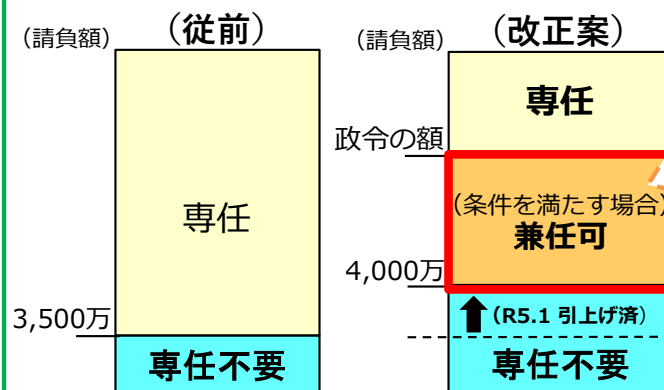 （従前）
（請負額）
専任
3,500万
専任不要
（改正案）
（請負額）
専任
政令の額
（条件を満たす場合）
兼任可
4,000万
（R5.1 引上げ済）
専任不要